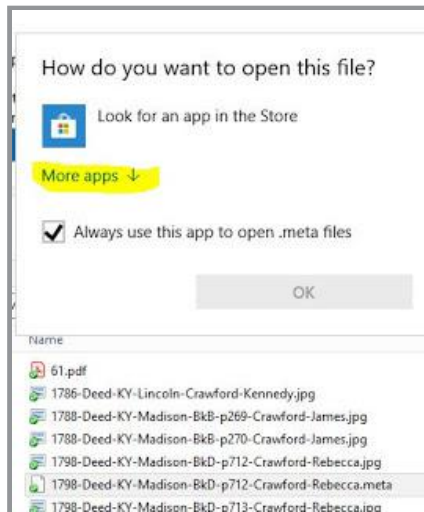 How do you want to open this file?
Look for an app in the Store
More apps ↓
Always use this app to open .meta files
OK
Name
61.pdf
1786-Deed-KY-Lincoln-Crawford-Kennedy.jpg
1788-Deed-KY-Madison-BkB-p269-Crawford-James.jpg
1788-Deed-KY-Madison-BkB-p270-Crawford-James.jpg
1798-Deed-KY-Madison-BkD-p712-Crawford-Rebecca.jpg
1798-Deed-KY-Madison-BkD-p712-Crawford-Rebecca.meta
1798-Deed-KY-Madison-BkD-p713-Crawford-Rebecca.jpg